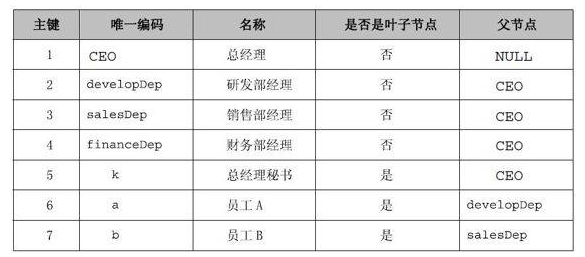 主键 唯一编码 名称 是否是叶子节点 父节点
1 CEO 总经理 否 NULL
2 developDep 研发部经理 否 CEO
3 salesDep 销售部经理 否 CEO
4 financeDep 财务部经理 否 CEO
5 k 总经理秘书 是 CEO
6 a 员工A 是 developDep
7 b 员工B 是 salesDep